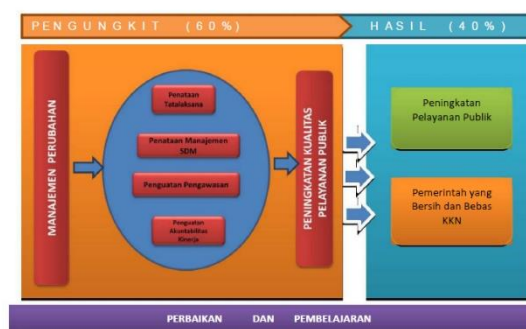 PENGUNGKIT (60%)
HASIL (40%)
MANAJEMEN PERUBAHAN
Penataan
Tatalaksana
Penataan Manajemen
SDM
Penguatan Pengawasan
Penguatan
Akuntabilitas
Kinerja
PENINGKATAN KUALITAS
PELAYANAN PUBLIK
Peningkatan
Pelayanan Publik
Pemerintah yang
Bersih dan Bebas
KKN
PERBAIKAN DAN PEMBELAJARAN